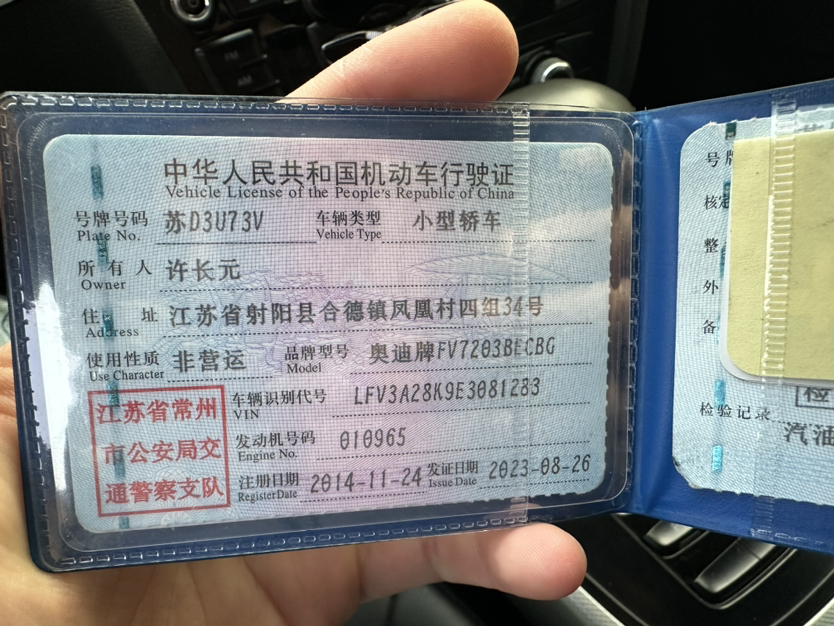 FM
AM
中华人民共和国机动车行驶证
Vehicle License of the People's Republic of China
号牌号码 苏D3U73V 车辆类型 小型轿车
Plate No. Vehicle Type
所有人 许长元
Owner
住址 江苏省射阳县合德镇凤凰村四组34号
Address
使用性质 非营运 品牌型号 奥迪牌FV7203BECBG
Use Character Model
江苏省常州
市公安局交
通警察支队
车辆识别代号 LFV3A28K9E3081283
VIN
发动机号码 010965
Engine No.
注册日期 2014-11-24 发证日期 2023-08-26
Register Date Issue Date
号牌
核定
整
外
备
检验记录
汽油